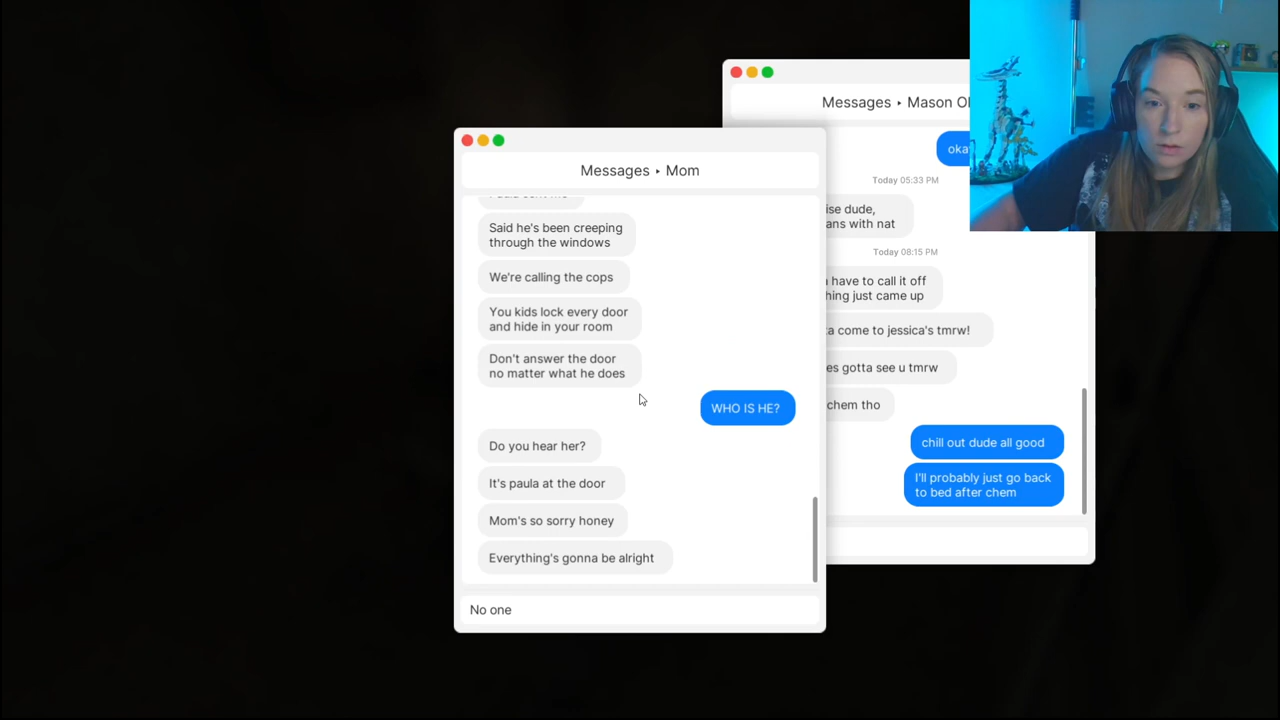 Messages ▸ Mom
Said he's been creeping
through the windows
We're calling the cops
You kids lock every door
and hide in your room
Don't answer the door
no matter what he does
WHO IS HE?
Do you hear her?
It's paula at the door
Mom's so sorry honey
Everything's gonna be alright
No one
Messages ▸ Mason
Today 05:33 PM
dude,
with nat
Today 08:15 PM
have to call it off
just came up
come to jessica's tmrw!
gotta see u tmrw
chem tho
chill out dude all good
I'll probably just go back
to bed after chem